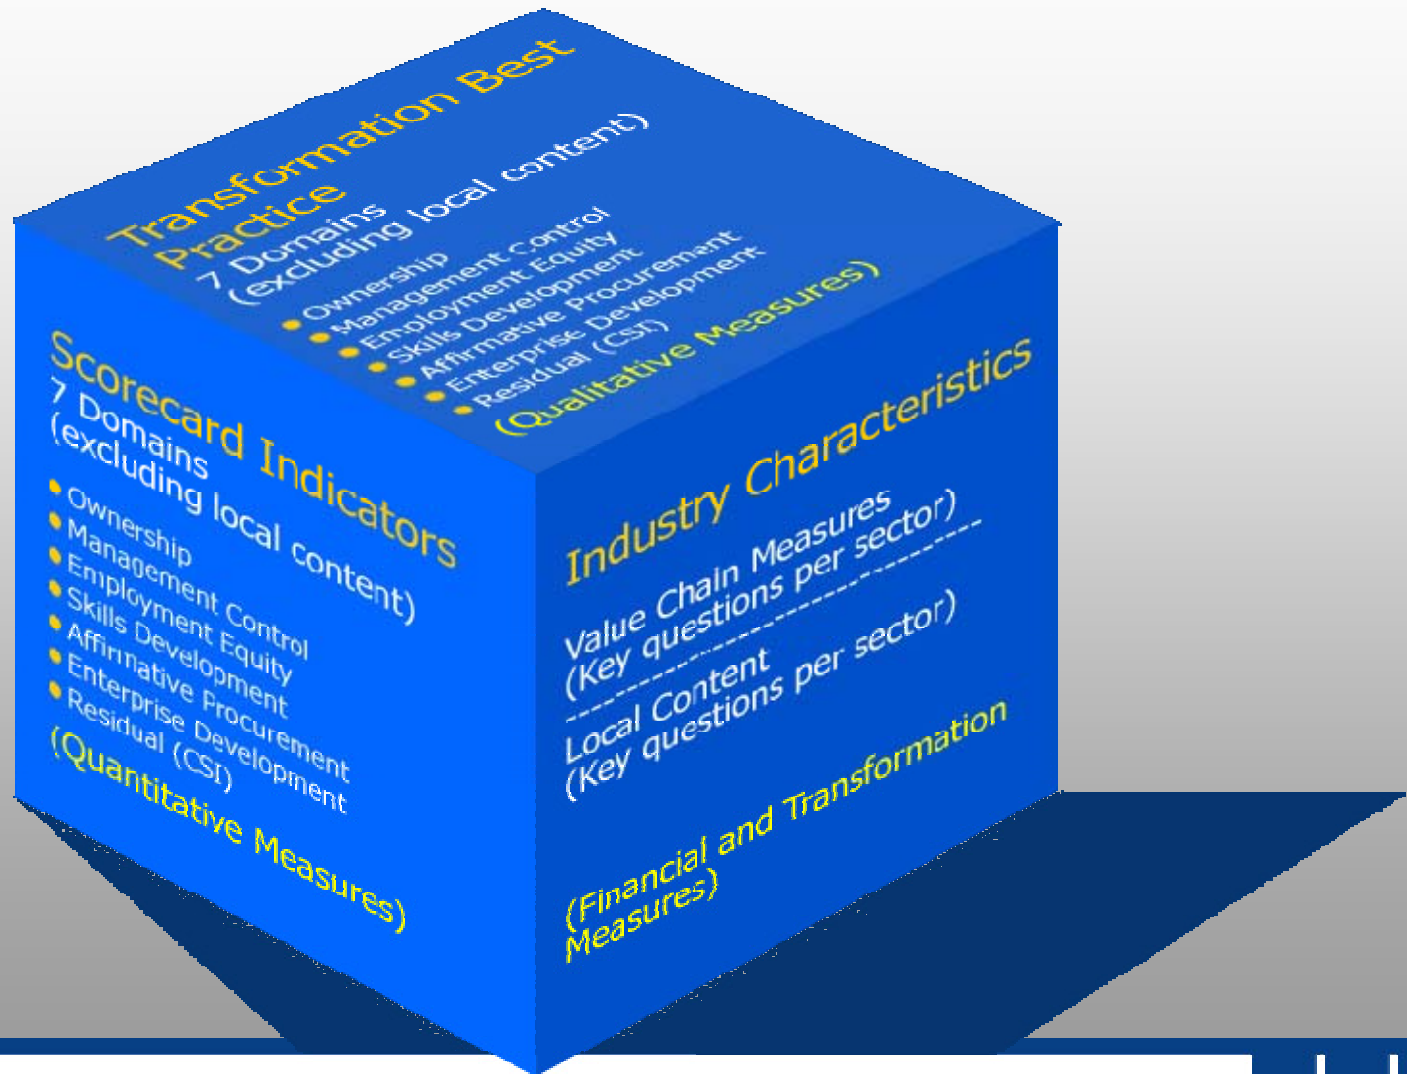 Transformation Best
Practice
7 Domains
(excluding local content)
• Ownership
• Management Control
• Employment Equity
• Skills Development
• Affirmative Procurement
• Enterprise Development
• Residual (CSI)
(Qualitative Measures)
Scorecard Indicators
7 Domains
(excluding local content)
• Ownership
• Management Control
• Employment Equity
• Skills Development
• Affirmative Procurement
• Enterprise Development
• Residual (CSI)
(Quantitative Measures)
Industry Characteristics
Value Chain Measures
(Key questions per sector)
Local Content
(Key questions per sector)
(Financial and Transformation
Measures)